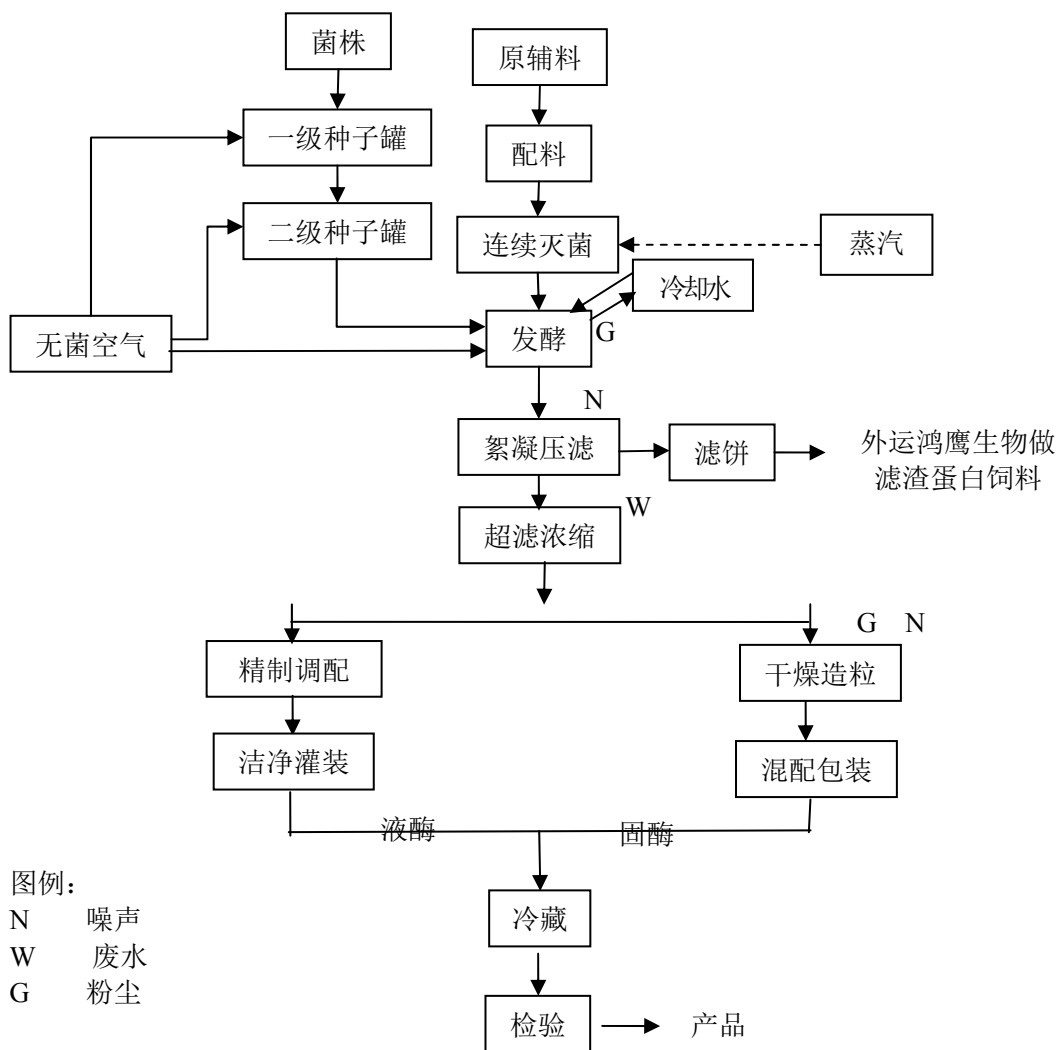 菌株
原辅料
一级种子罐
配料
二级种子罐
连续灭菌
蒸汽
冷却水
无菌空气
发酵
G
N
絮凝压滤
滤饼
外运鸿鹰生物做
滤渣蛋白饲料
W
超滤浓缩
G N
精制调配
干燥造粒
洁净灌装
混配包装
液酶
固酶
图例：
N 噪声
W 废水
G 粉尘
冷藏
检验
产品